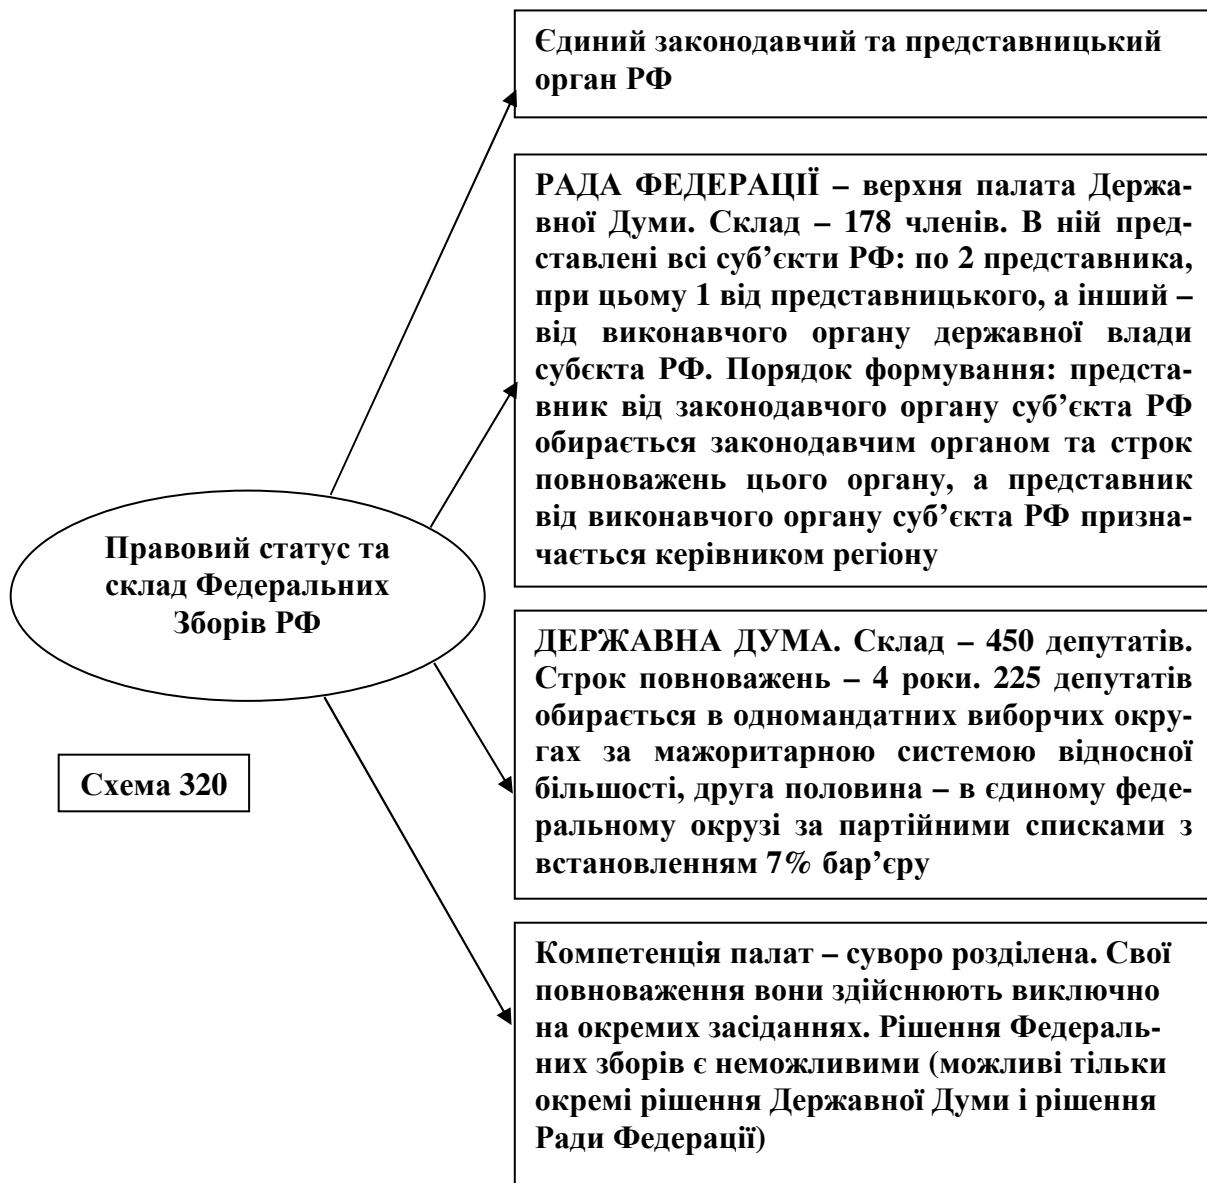 Єдиний законодавчий та представницький
орган РФ
РАДА ФЕДЕРАЦІЇ – верхня палата Держа-
вної Думи. Склад – 178 членів. В ній пред-
ставлені всі суб’єкти РФ: по 2 представника,
при цьому 1 від представницького, а інший –
від виконавчого органу державної влади
субєкта РФ. Порядок формування: предста-
вник від законодавчого органу суб’єкта РФ
обирається законодавчим органом та строк
повноважень цього органу, а представник
від виконавчого органу суб’єкта РФ призна-
чається керівником регіону
Правовий статус та
склад Федеральних
Зборів РФ
ДЕРЖАВНА ДУМА. Склад – 450 депутатів.
Строк повноважень – 4 роки. 225 депутатів
обирається в одномандатних виборчих окру-
гах за мажоритарною системою відносної
більшості, друга половина – в єдиному феде-
ральному окрузі за партійними списками з
встановленням 7% бар’єру
Схема 320
Компетенція палат – суворо розділена. Свої
повноваження вони здійснюють виключно
на окремих засіданнях. Рішення Федераль-
них зборів є неможливими (можливі тільки
окремі рішення Державної Думи і рішення
Ради Федерації)